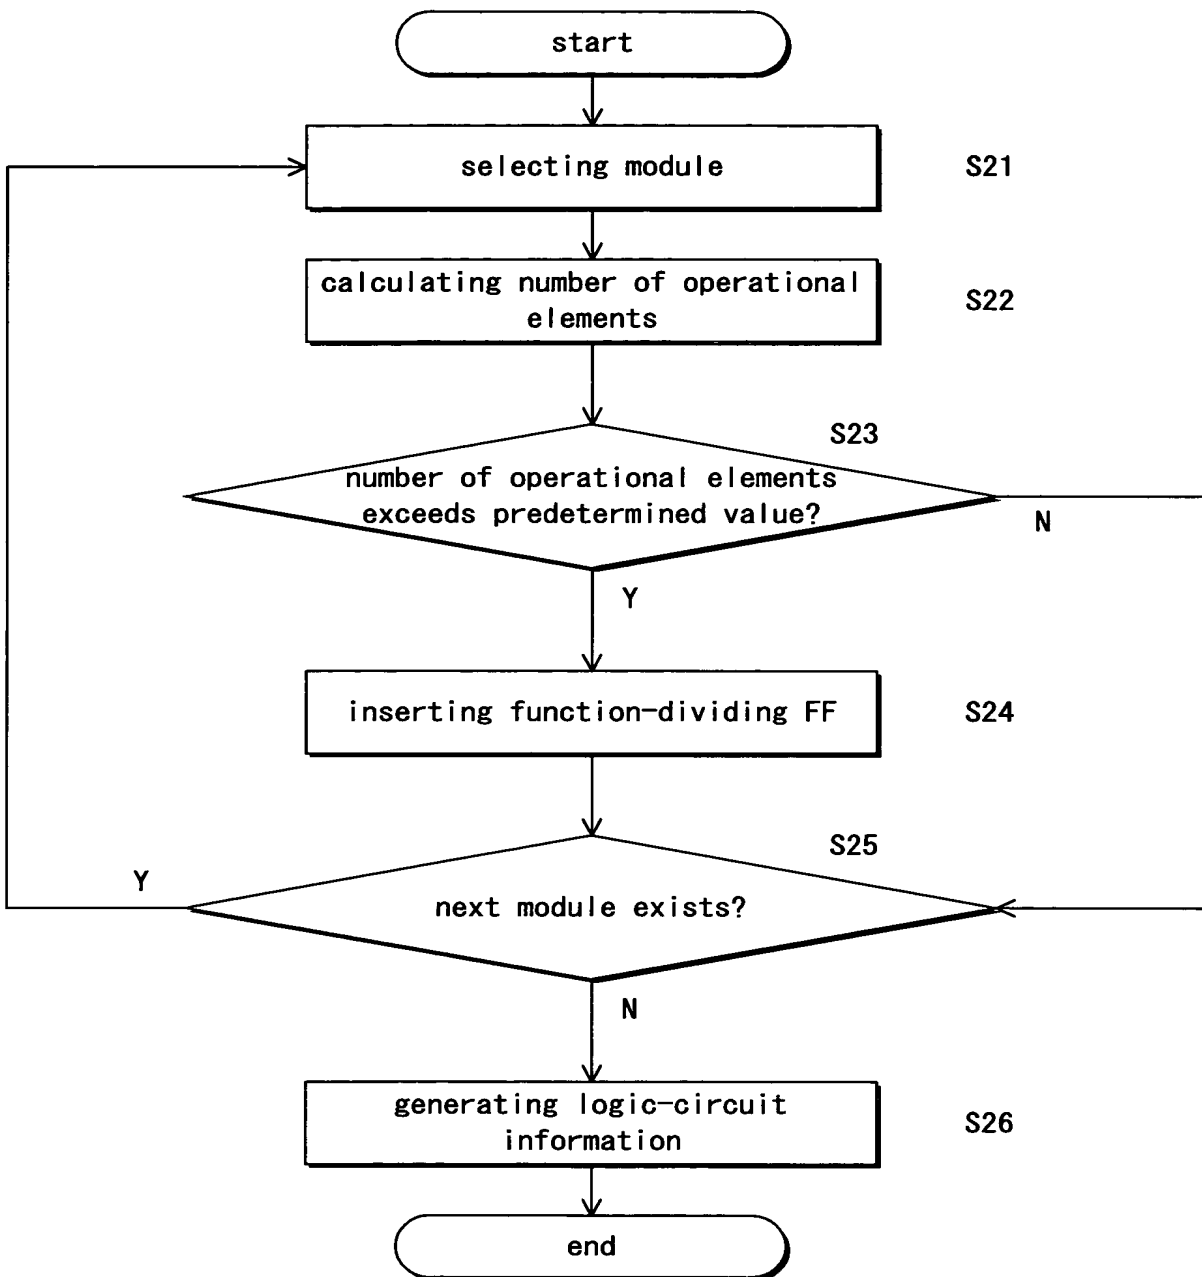 start
selecting module
S21
calculating number of operational
elements
S22
S23
number of operational elements
exceeds predetermined value?
N
Y
inserting function-dividing FF
S24
S25
Y
next module exists?
N
generating logic-circuit
information
S26
end